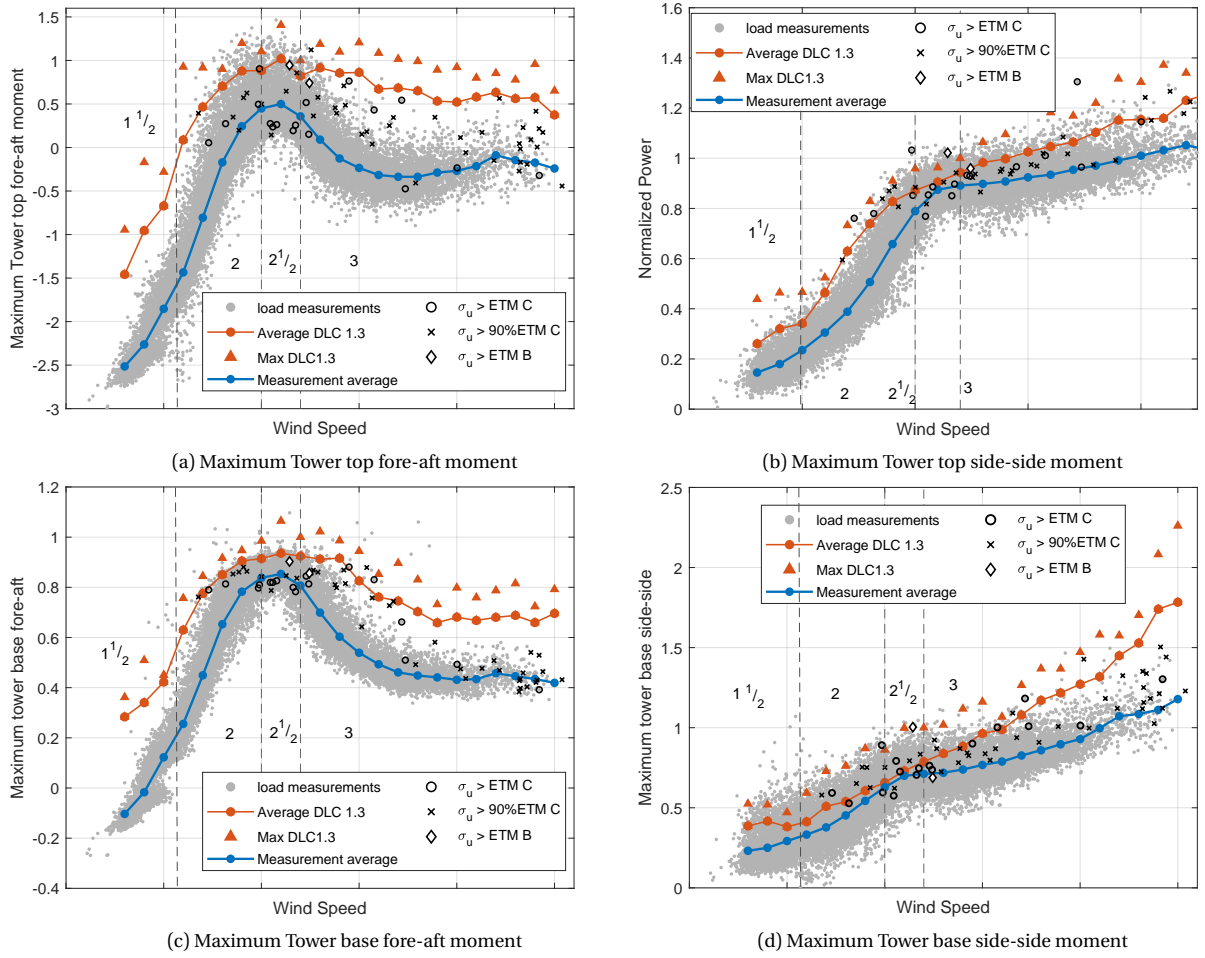 Maximum Tower top fore-aft moment
1.5
1
0.5
0
-0.5
-1
-1.5
-2
-2.5
-3
1 1/2
2
2 1/2
3
load measurements
Average DLC 1.3
Max DLC1.3
Measurement average
σu > ETM C
σu > 90%ETM C
σu > ETM B
Wind Speed
(a) Maximum Tower top fore-aft moment
Normalized Power
1.6
1.4
1.2
1.0
0.8
0.6
0.4
0.2
0
load measurements
Average DLC 1.3
Max DLC1.3
Measurement average
σu > ETM C
σu > 90%ETM C
σu > ETM B
1 1/2
2
2 1/2
3
Wind Speed
(b) Maximum Tower top side-side moment
Maximum tower base fore-aft
1.2
1
0.8
0.6
0.4
0.2
0
-0.2
-0.4
1 1/2
2
2 1/2
3
load measurements
Average DLC 1.3
Max DLC1.3
Measurement average
σu > ETM C
σu > 90%ETM C
σu > ETM B
Wind Speed
(c) Maximum Tower base fore-aft moment
Maximum tower base side-side
2.5
2
1.5
1
0.5
0
load measurements
Average DLC 1.3
Max DLC1.3
Measurement average
σu > ETM C
σu > 90%ETM C
σu > ETM B
1 1/2
2
2 1/2
3
Wind Speed
(d) Maximum Tower base side-side moment